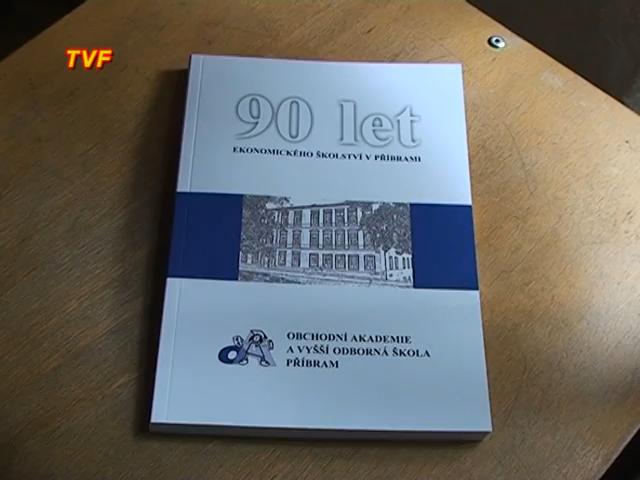 TVF
90 let
EKONOMICKÉHO ŠKOLSTVÍ V PŘÍBRAMI
OBCHODNÍ AKADEMIE
A VYŠŠÍ ODBORNÁ ŠKOLA
PŘÍBRAM